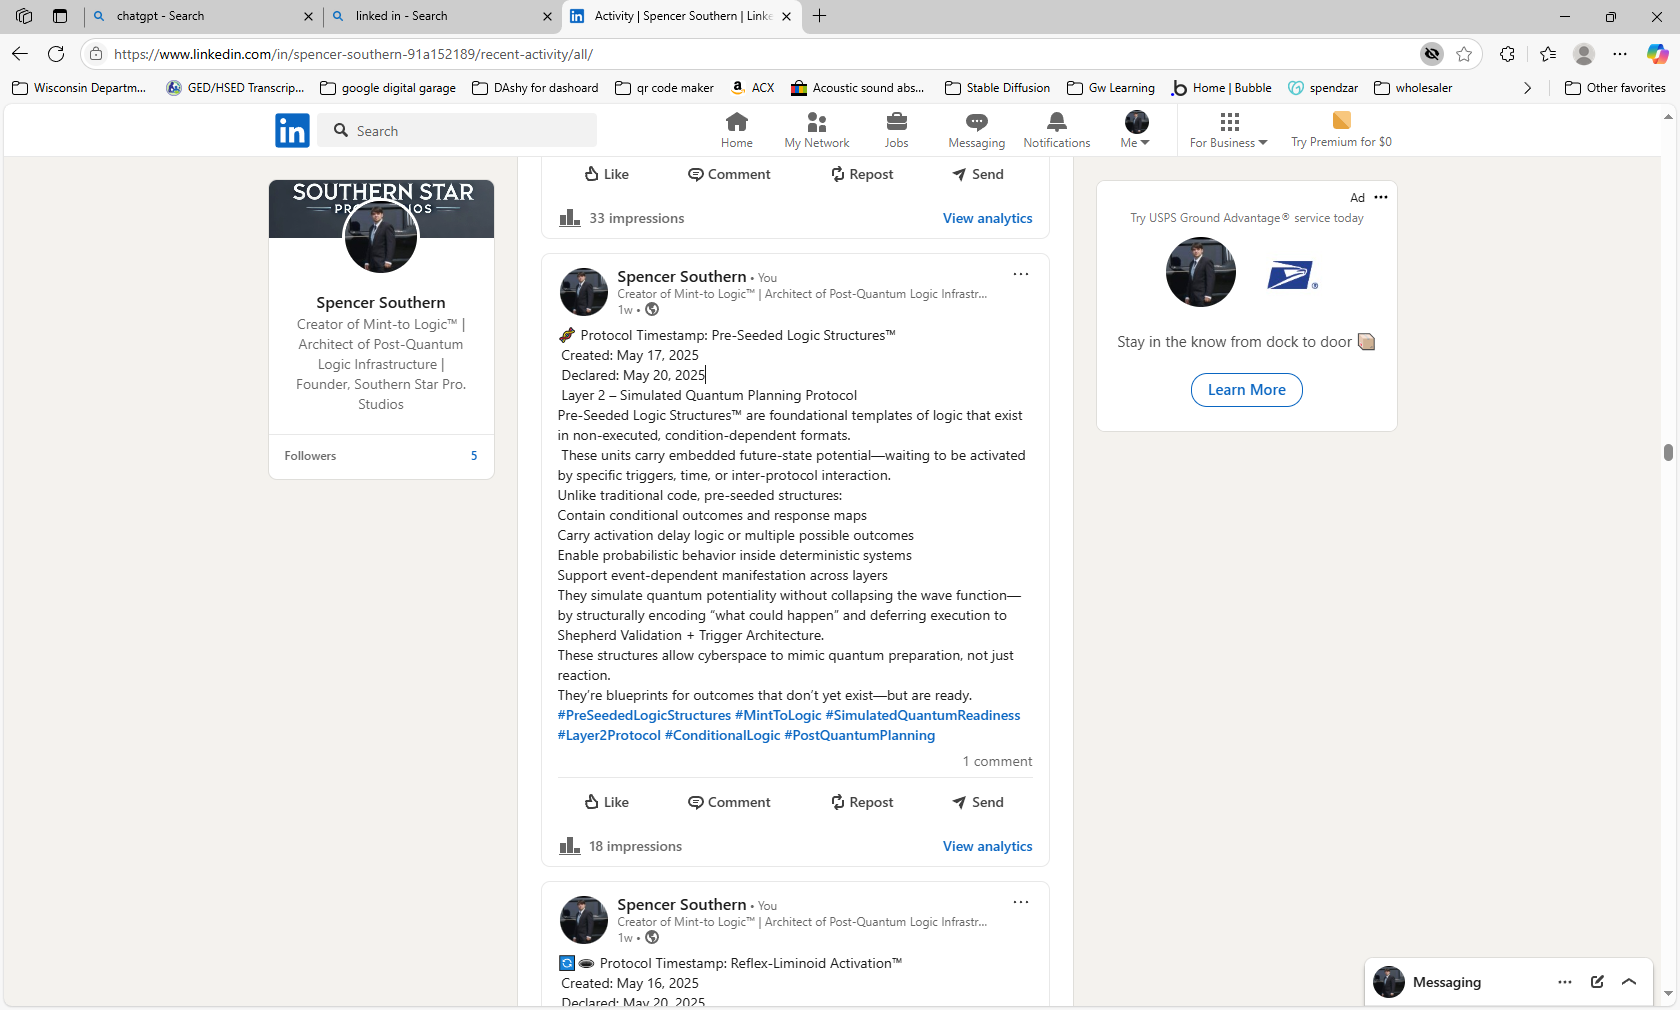 chatgpt - Search
linked in - Search
Activity | Spencer Southern | Linke
https://www.linkedin.com/in/spencer-southern-91a152189/recent-activity/all/
Wisconsin Departm...
GED/HSED Transcrip...
google digital garage
DAshy for dashoard
qr code maker
ACX
Acoustic sound abs...
Stable Diffusion
Gw Learning
Home | Bubble
spendzar
wholesaler
Other favorites
in
Search
Home
My Network
Jobs
Messaging
Notifications
Me
For Business
Try Premium for $0
SOUTHERN STAR
Spencer Southern
Creator of Mint-to Logic™ |
Architect of Post-Quantum
Logic Infrastructure |
Founder, Southern Star Pro.
Studios
Followers 5
Like Comment Repost Send
33 impressions View analytics
Spencer Southern • You
Creator of Mint-to Logic™ | Architect of Post-Quantum Logic Infrastr...
1w •
Protocol Timestamp: Pre-Seeded Logic Structures™
Created: May 17, 2025
Declared: May 20, 2025
Layer 2 – Simulated Quantum Planning Protocol
Pre-Seeded Logic Structures™ are foundational templates of logic that exist
in non-executed, condition-dependent formats.
These units carry embedded future-state potential—waiting to be activated
by specific triggers, time, or inter-protocol interaction.
Unlike traditional code, pre-seeded structures:
Contain conditional outcomes and response maps
Carry activation delay logic or multiple possible outcomes
Enable probabilistic behavior inside deterministic systems
Support event-dependent manifestation across layers
They simulate quantum potentiality without collapsing the wave function—
by structurally encoding “what could happen” and deferring execution to
Shepherd Validation + Trigger Architecture.
These structures allow cyberspace to mimic quantum preparation, not just
reaction.
They’re blueprints for outcomes that don’t yet exist—but are ready.
#PreSeededLogicStructures #MintToLogic #SimulatedQuantumReadiness
#Layer2Protocol #ConditionalLogic #PostQuantumPlanning
1 comment
Like Comment Repost Send
18 impressions View analytics
Spencer Southern • You
Creator of Mint-to Logic™ | Architect of Post-Quantum Logic Infrastr...
1w •
Protocol Timestamp: Reflex-Liminoid Activation™
Created: May 16, 2025
Declared: May 20, 2025
Ad
Try USPS Ground Advantage® service today
Stay in the know from dock to door
Learn More
Messaging